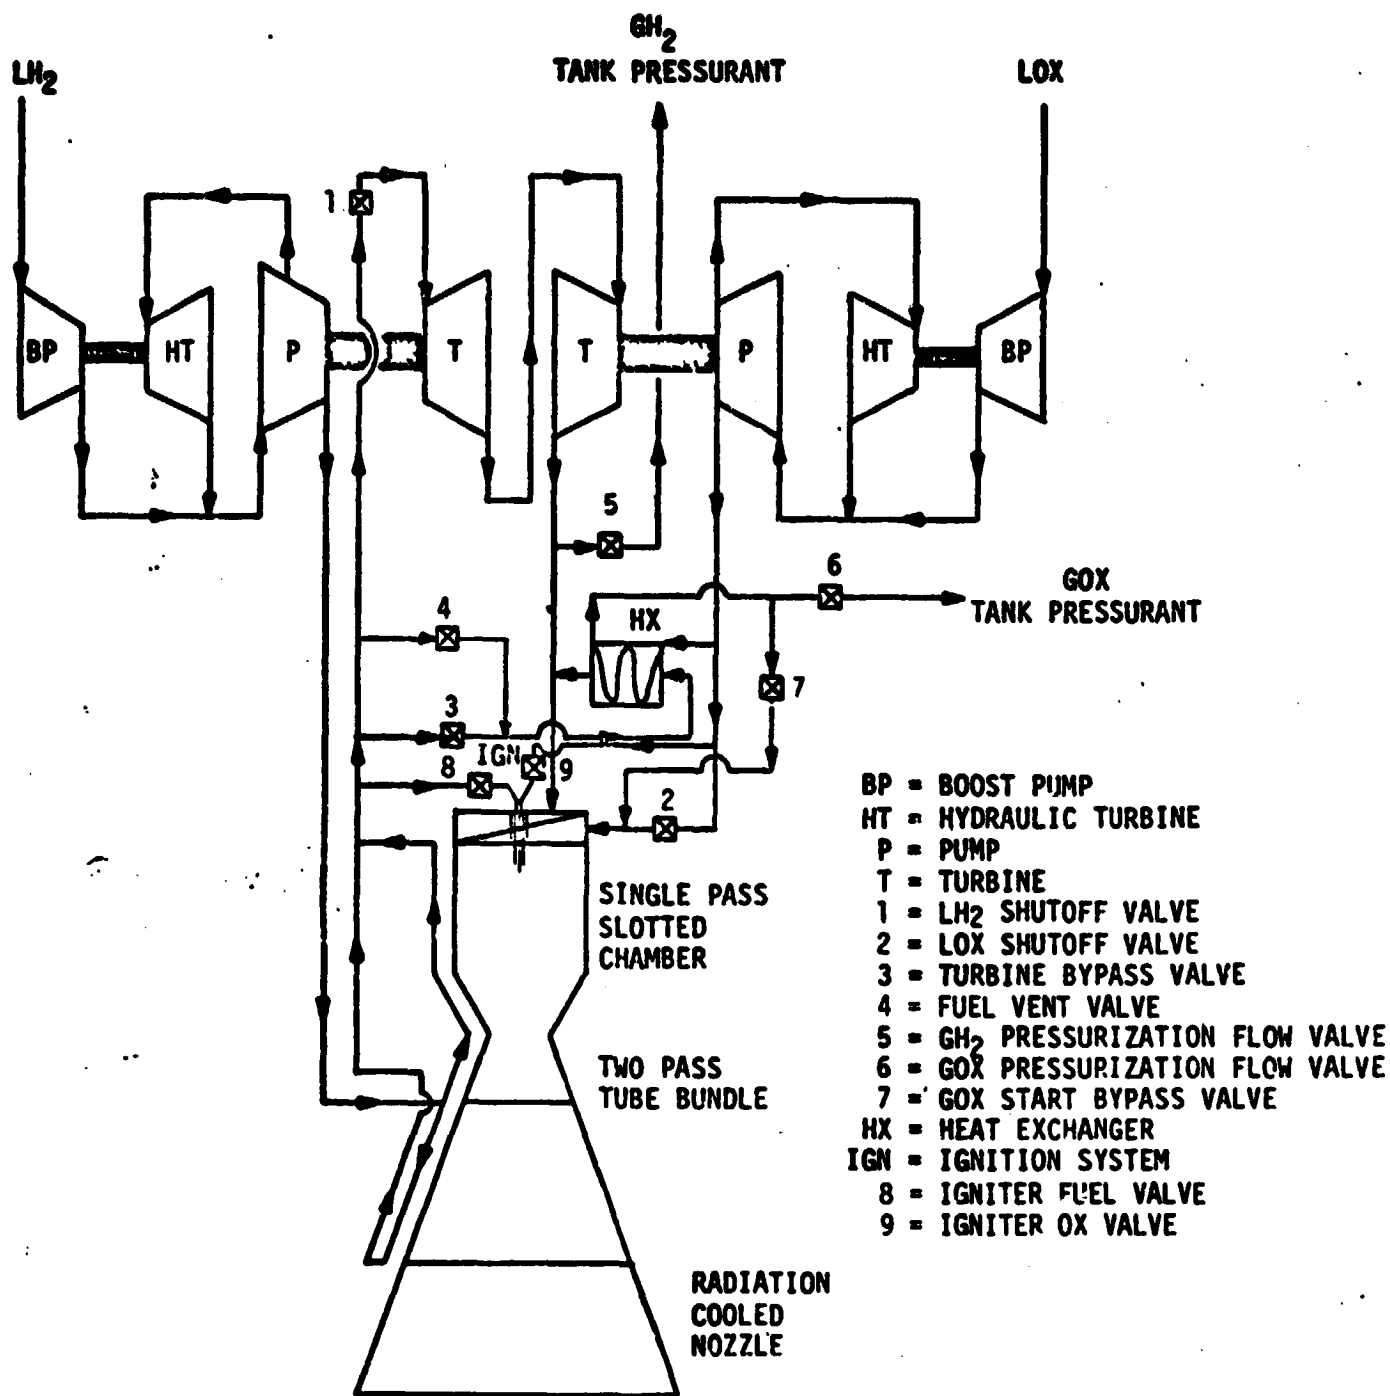 GH2
TANK PRESSURANT
LH2
LOX
1
BP
HT
P
T
T
P
HT
BP
5
6
GOX
TANK PRESSURANT
4
HX
7
3
IGN
8
9
2
SINGLE PASS
SLOTTED
CHAMBER
TWO PASS
TUBE BUNDLE
RADIATION
COOLED
NOZZLE
BP = BOOST PUMP
HT = HYDRAULIC TURBINE
P = PUMP
T = TURBINE
1 = LH2 SHUTOFF VALVE
2 = LOX SHUTOFF VALVE
3 = TURBINE BYPASS VALVE
4 = FUEL VENT VALVE
5 = GH2 PRESSURIZATION FLOW VALVE
6 = GOX PRESSURIZATION FLOW VALVE
7 = GOX START BYPASS VALVE
HX = HEAT EXCHANGER
IGN = IGNITION SYSTEM
8 = IGNITER FUEL VALVE
9 = IGNITER OX VALVE